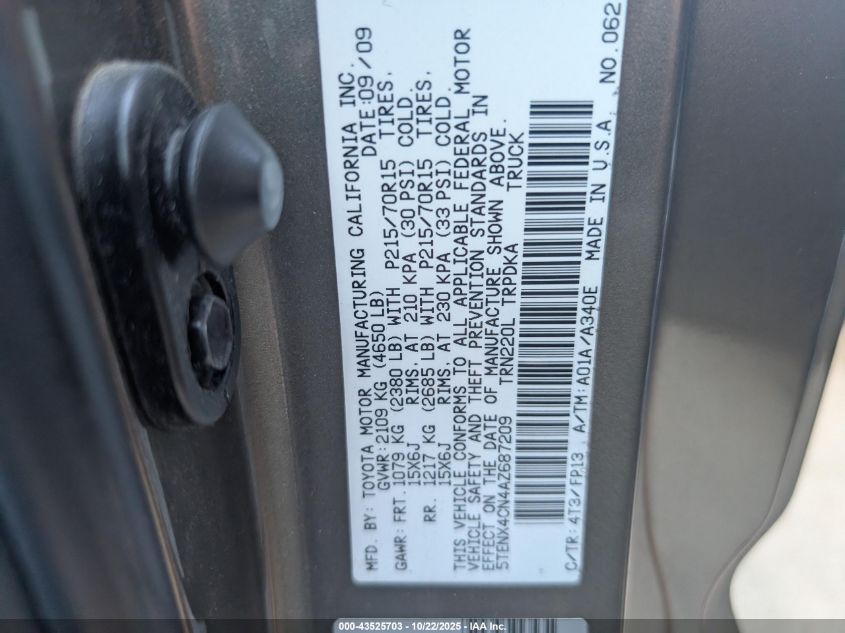 MFD. BY: TOYOTA MOTOR MANUFACTURING CALIFORNIA INC.
GVWR: 2109 KG (4650 LB) DATE: 09/09
GAWR: FRT. 1079 KG (2380 LB) WITH P215/70R15 TIRES,
15X6J RIMS, AT 210 KPA (30 PSI) COLD
RR. 1217 KG (2685 LB) WITH P215/70R15 TIRES,
15X6J RIMS, AT 230 KPA (33 PSI) COLD.
THIS VEHICLE CONFORMS TO ALL APPLICABLE FEDERAL MOTOR
VEHICLE SAFETY AND THEFT PREVENTION STANDARDS IN
EFFECT ON THE DATE OF MANUFACTURE SHOWN ABOVE.
5TENX4CN4AZ687209 TRN220L TRPDKA TRUCK
C/TR: 4T3/FP13 A/TM: A01A/A340E MADE IN U.S.A. NO. 062
000-43525703 - 10/22/2025 - IAA Inc.